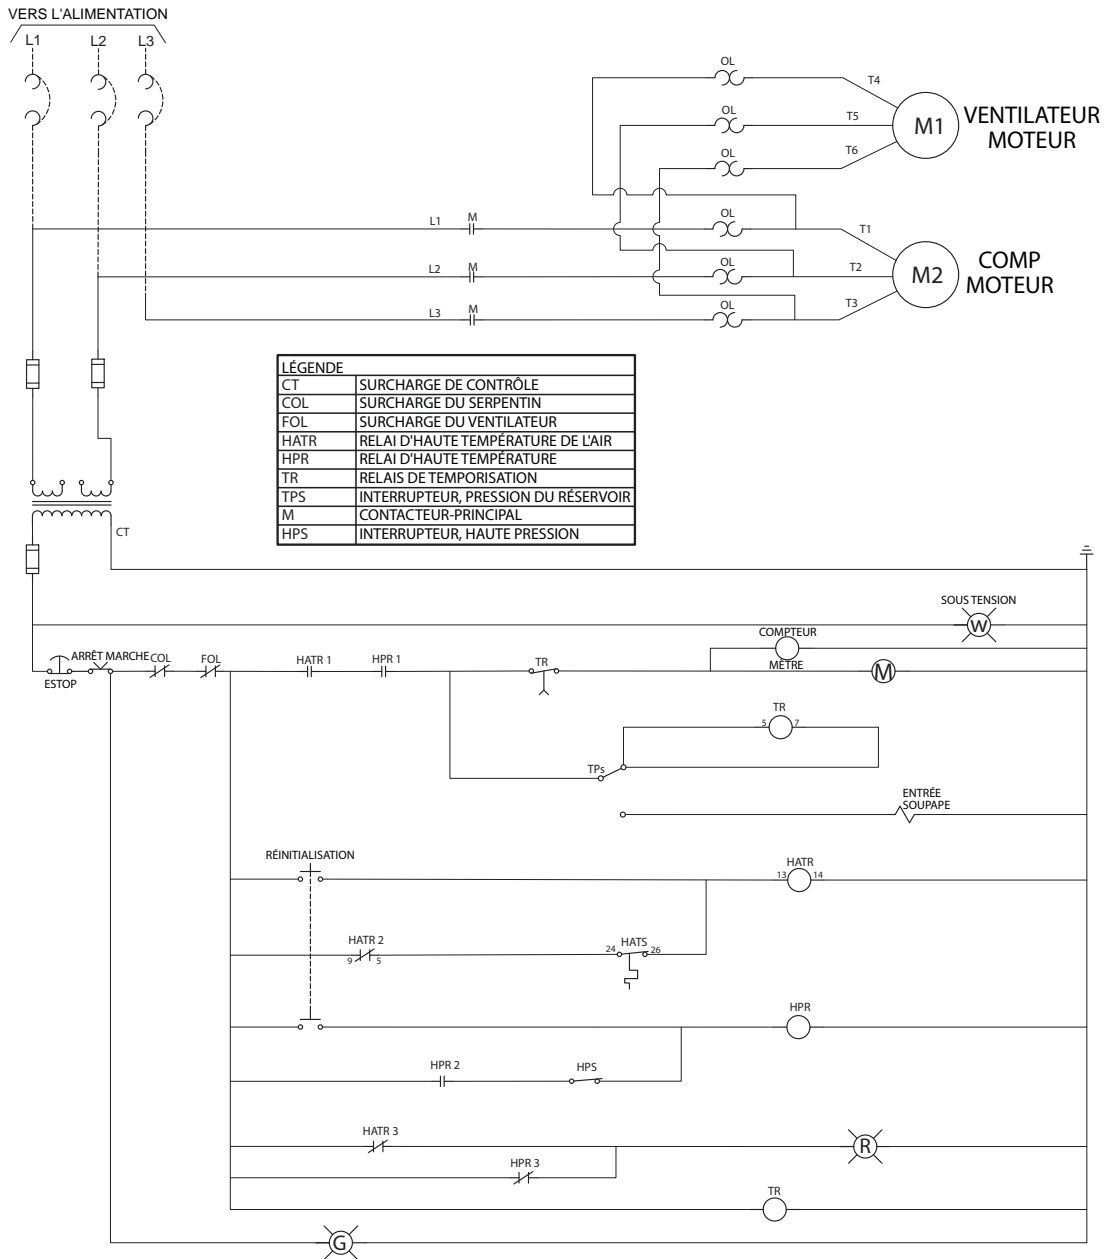 VERS L'ALIMENTATION
L1 L2 L3
OL T4
OL T5
M1 VENTILATEUR
MOTEUR
OL T6
L1 M OL T1
L2 M OL T2
M2 COMP
MOTEUR
L3 M OL T3
LÉGENDE
CT SURCHARGE DE CONTRÔLE
COL SURCHARGE DU SERPENTIN
FOL SURCHARGE DU VENTILATEUR
HATR RELAI D'HAUTE TEMPÉRATURE DE L'AIR
HPR RELAI D'HAUTE TEMPÉRATURE
TR RELAIS DE TEMPORISATION
TPS INTERRUPTEUR, PRESSION DU RÉSERVOIR
M CONTACTEUR-PRINCIPAL
HPS INTERRUPTEUR, HAUTE PRESSION
CT
SOUS TENSION
W
COMPTEUR
MÈTRE
ARRÊT MARCHE COL FOL HATR 1 HPR 1 TR M
ESTOP
TR
5 7
TPs
ENTRÉE
SOUPAPE
RÉINITIALISATION
HATR
13 14
HATR 2
9 5
24 HATS 26
HPR
HPR 2 HPS
HATR 3
R
HPR 3
TR
G